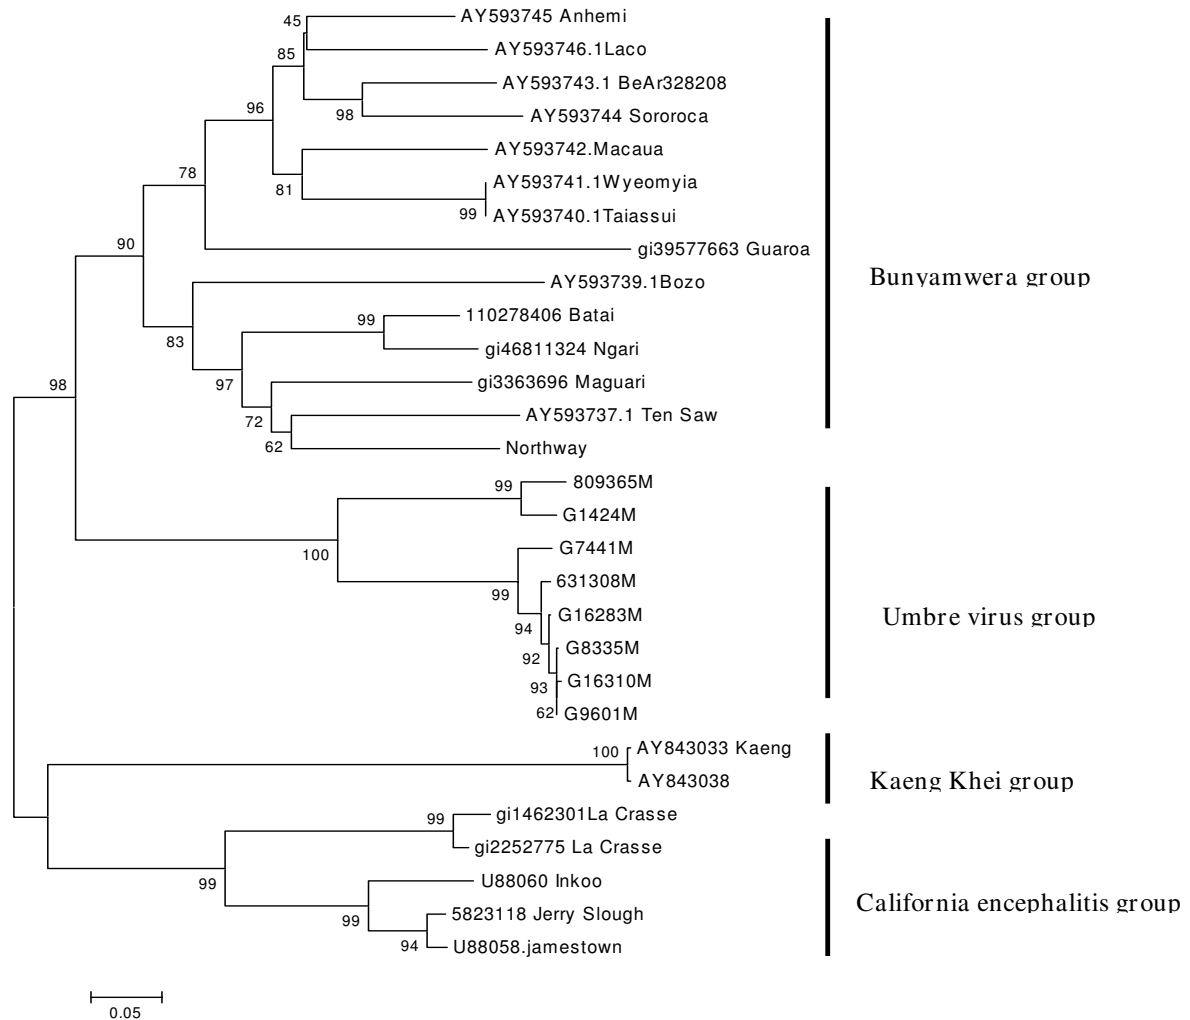 AY593745 Anhemi
45
AY593746.1Laco
85
AY593743.1 BeAr328208
96
98
AY593744 Sororoca
AY593742.Macaua
78
81
AY593741.1Wyeomyia
99
AY593740.1Taiassui
90
gi39577663 Guaroa
Bunyamwera group
AY593739.1Bozo
110278406 Batai
99
83
gi46811324 Ngari
98
97
gi3363696 Maguari
72
AY593737.1 Ten Saw
62
Northway
809365M
99
G1424M
100
G7441M
99
631308M
Umbre virus group
G16283M
94
G8335M
92
G16310M
93
62
G9601M
100
AY843033 Kaeng
AY843038
Kaeng Khei group
gi1462301La Crasse
99
gi2252775 La Crasse
99
U88060 Inkoo
California encephalitis group
5823118 Jerry Slough
99
94
U88058.jamestown
0.05